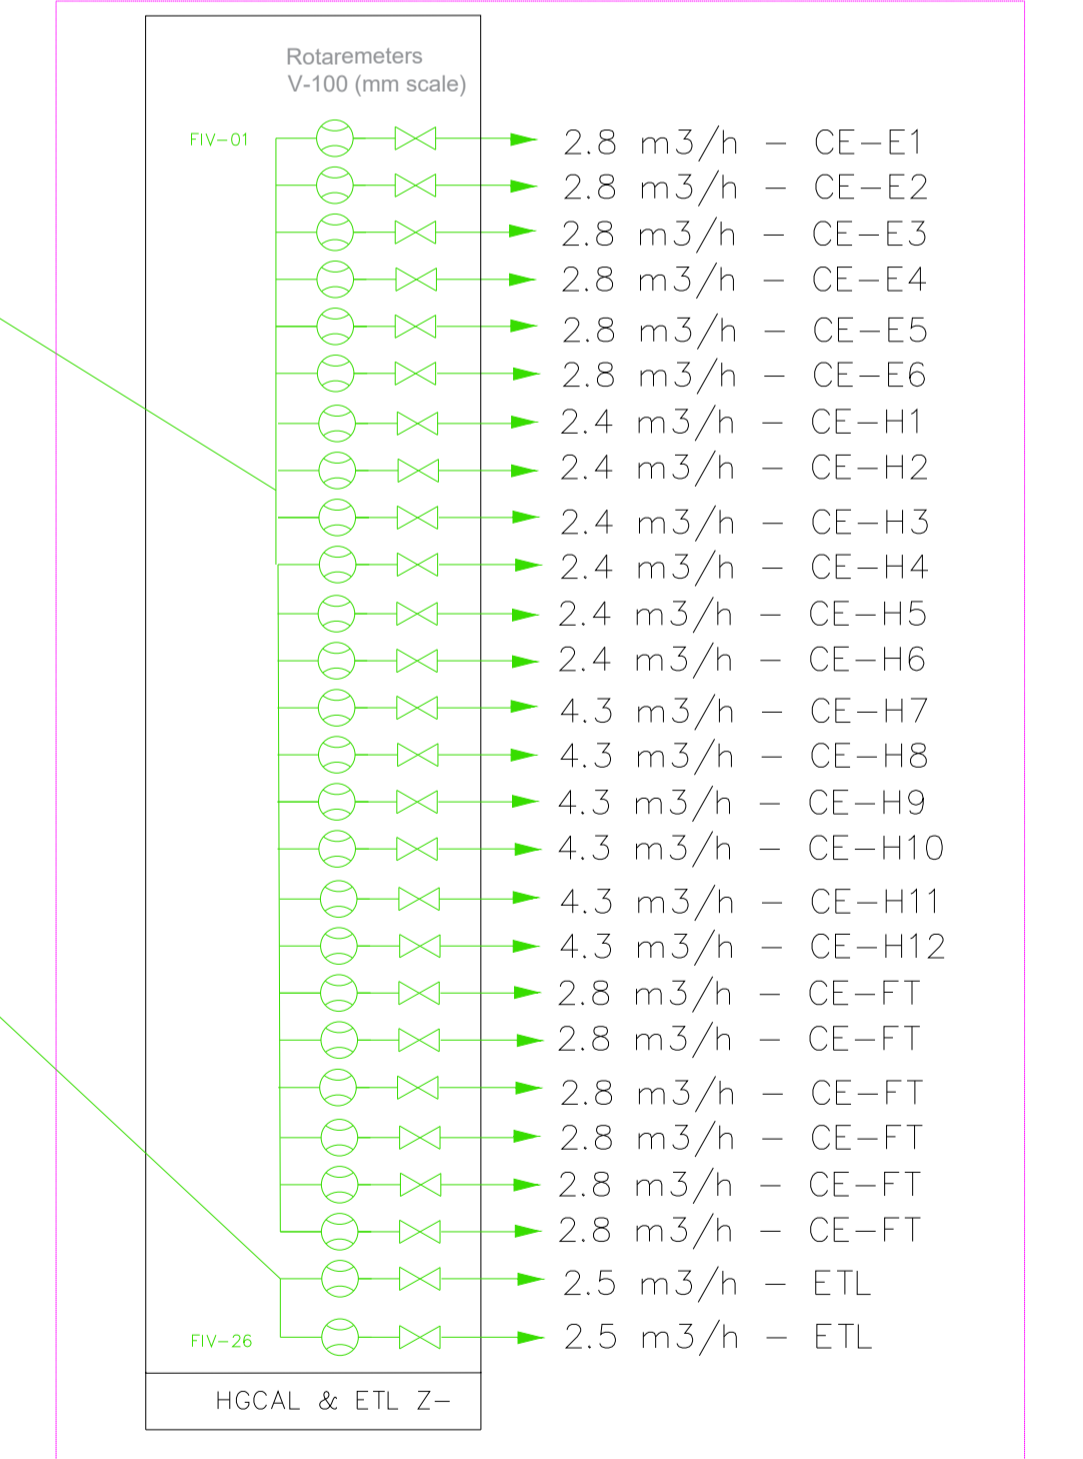 Rotaremeters
V-100 (mm scale)
FIV-01
2.8 m3/h - CE-E1
2.8 m3/h - CE-E2
2.8 m3/h - CE-E3
2.8 m3/h - CE-E4
2.8 m3/h - CE-E5
2.8 m3/h - CE-E6
2.4 m3/h - CE-H1
2.4 m3/h - CE-H2
2.4 m3/h - CE-H3
2.4 m3/h - CE-H4
2.4 m3/h - CE-H5
2.4 m3/h - CE-H6
4.3 m3/h - CE-H7
4.3 m3/h - CE-H8
4.3 m3/h - CE-H9
4.3 m3/h - CE-H10
4.3 m3/h - CE-H11
4.3 m3/h - CE-H12
2.8 m3/h - CE-FT
2.8 m3/h - CE-FT
2.8 m3/h - CE-FT
2.8 m3/h - CE-FT
2.8 m3/h - CE-FT
2.8 m3/h - CE-FT
2.5 m3/h - ETL
FIV-26
2.5 m3/h - ETL
HGCAL & ETL Z-